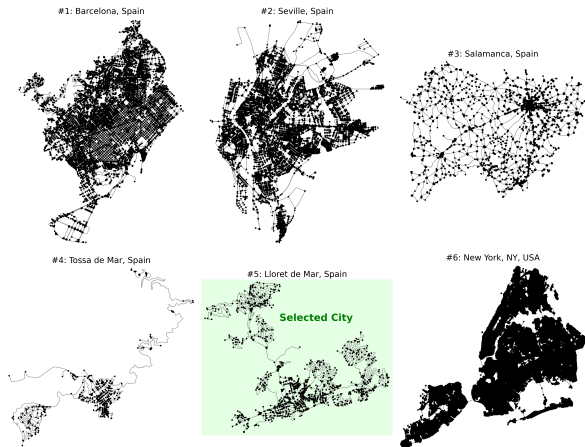 #1: Barcelona, Spain
#2: Seville, Spain
#3: Salamanca, Spain
#4: Tossa de Mar, Spain
#5: Lloret de Mar, Spain
Selected City
#6: New York, NY, USA